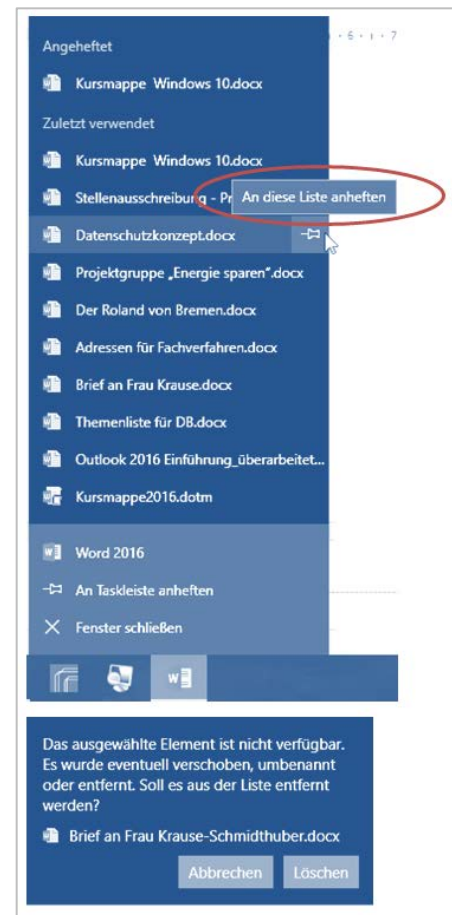 · 6 · ı · 7
Angeheftet
Kursmappe Windows 10.docx
Zuletzt verwendet
Kursmappe Windows 10.docx
Stellenausschreibung - Pr
An diese Liste anheften
Datenschutzkonzept.docx
Projektgruppe „Energie sparen".docx
Der Roland von Bremen.docx
Adressen für Fachverfahren.docx
Brief an Frau Krause.docx
Themenliste für DB.docx
Outlook 2016 Einführung_überarbeitet...
Kursmappe2016.dotm
Word 2016
An Taskleiste anheften
Fenster schließen
Das ausgewählte Element ist nicht verfügbar.
Es wurde eventuell verschoben, umbenannt
oder entfernt. Soll es aus der Liste entfernt
werden?
Brief an Frau Krause-Schmidthuber.docx
Abbrechen Löschen